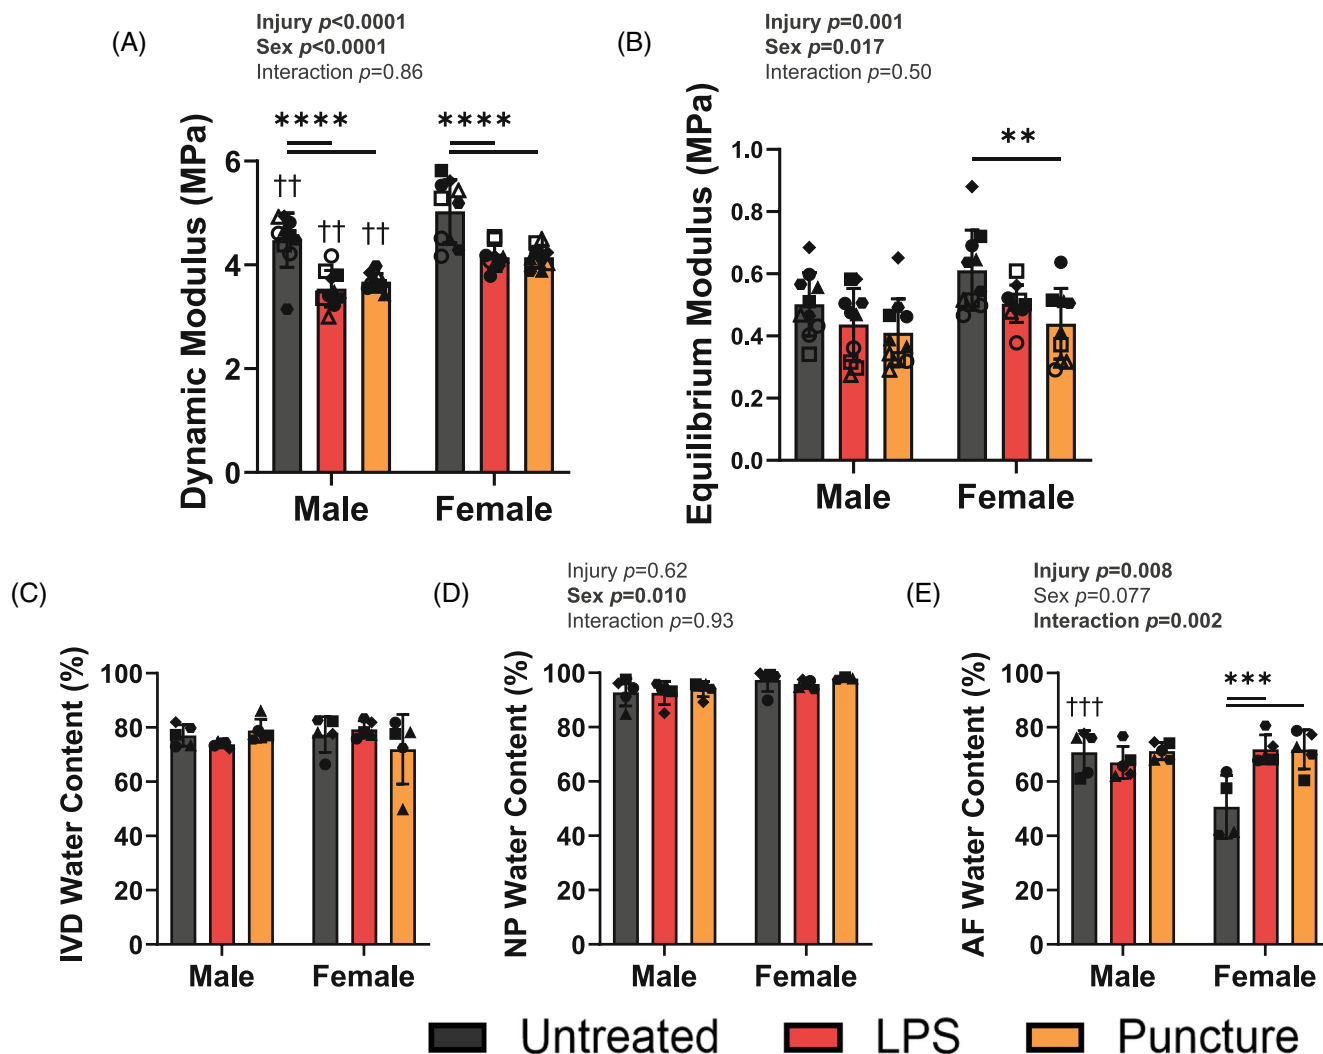 (A)
Injury p<0.0001
Sex p<0.0001
Interaction p=0.86
****
****
††
††
††
Dynamic Modulus (MPa)
6
4
2
0
Male
Female
(B)
Injury p=0.001
Sex p=0.017
Interaction p=0.50
**
Equilibrium Modulus (MPa)
1.0
0.8
0.6
0.4
0.2
0.0
Male
Female
(C)
IVD Water Content (%)
100
80
60
40
20
0
Male
Female
(D)
Injury p=0.62
Sex p=0.010
Interaction p=0.93
NP Water Content (%)
100
80
60
40
20
0
Male
Female
(E)
Injury p=0.008
Sex p=0.077
Interaction p=0.002
†††
***
AF Water Content (%)
100
80
60
40
20
0
Male
Female
Untreated
LPS
Puncture